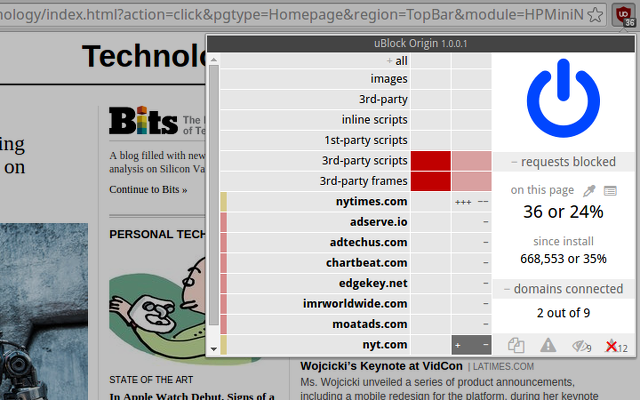 nology/index.html?action=click&pgtype=Homepage&region=TopBar&module=HPMiniN
36
Technolo
uBlock Origin 1.0.0.1
+ all
images
3rd-party
inline scripts
1st-party scripts
3rd-party scripts
3rd-party frames
nytimes.com +++ −−
adserve.io −
adtechus.com −
chartbeat.com −
edgekey.net −
imrworldwide.com −
moatads.com −
nyt.com + −
− requests blocked
on this page
36 or 24%
since install
668,553 or 35%
− domains connected
2 out of 9
9
12
ing
on
Bits
The
of Te
A blog filled with new
analysis on Silicon Va
Continue to Bits »
PERSONAL TECH
STATE OF THE ART
In Apple Watch Debut, Signs of a
Wojcicki's Keynote at VidCon | LATIMES.COM
Ms. Wojcicki unveiled a series of product announcements,
including a mobile redesign for the platform, during her keynote